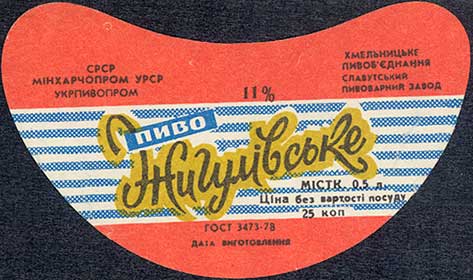 СРСР
МІНХАРЧОПРОМ УРСР
УКРПИВОПРОМ
ХМЕЛЬНИЦЬКЕ
ПИВОБ'ЄДНАННЯ
СЛАВУТСЬКИЙ
ПИВОВАРНИЙ ЗАВОД
11%
ПИВО
Жигулівське
МІСТК. 0,5 л.
Ціна без вартості посуду
25 коп
ГОСТ 3473-78
ДАТА ВИГОТОВЛЕННЯ